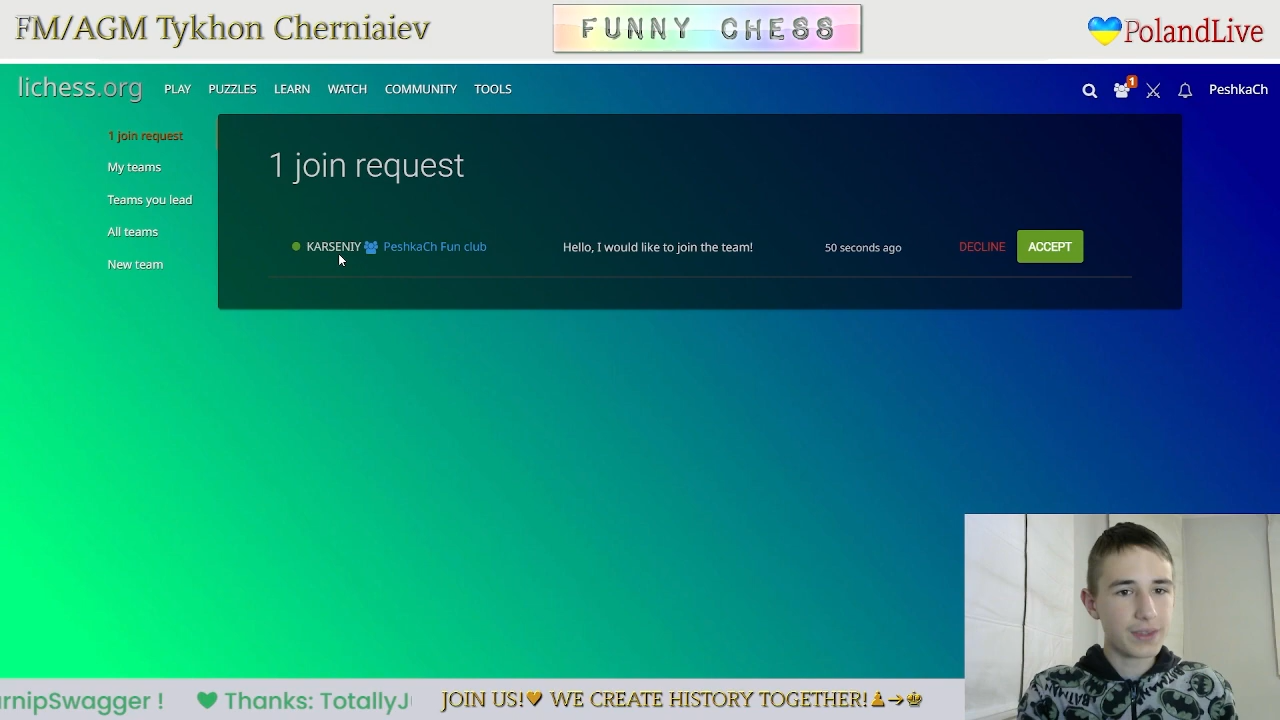 FM/AGM Tykhon Cherniaiev
FUNNY CHESS
PolandLive
lichess.org PLAY PUZZLES LEARN WATCH COMMUNITY TOOLS
1
PeshkaCh
1 join request
My teams
Teams you lead
All teams
New team
1 join request
KARSENIY PeshkaCh Fun club Hello, I would like to join the team! 50 seconds ago DECLINE ACCEPT
BATMAN
rnipSwagger ! 💚 Thanks: TotallyJ
JOIN US!🧡 WE CREATE HISTORY TOGETHER!♟️→♚